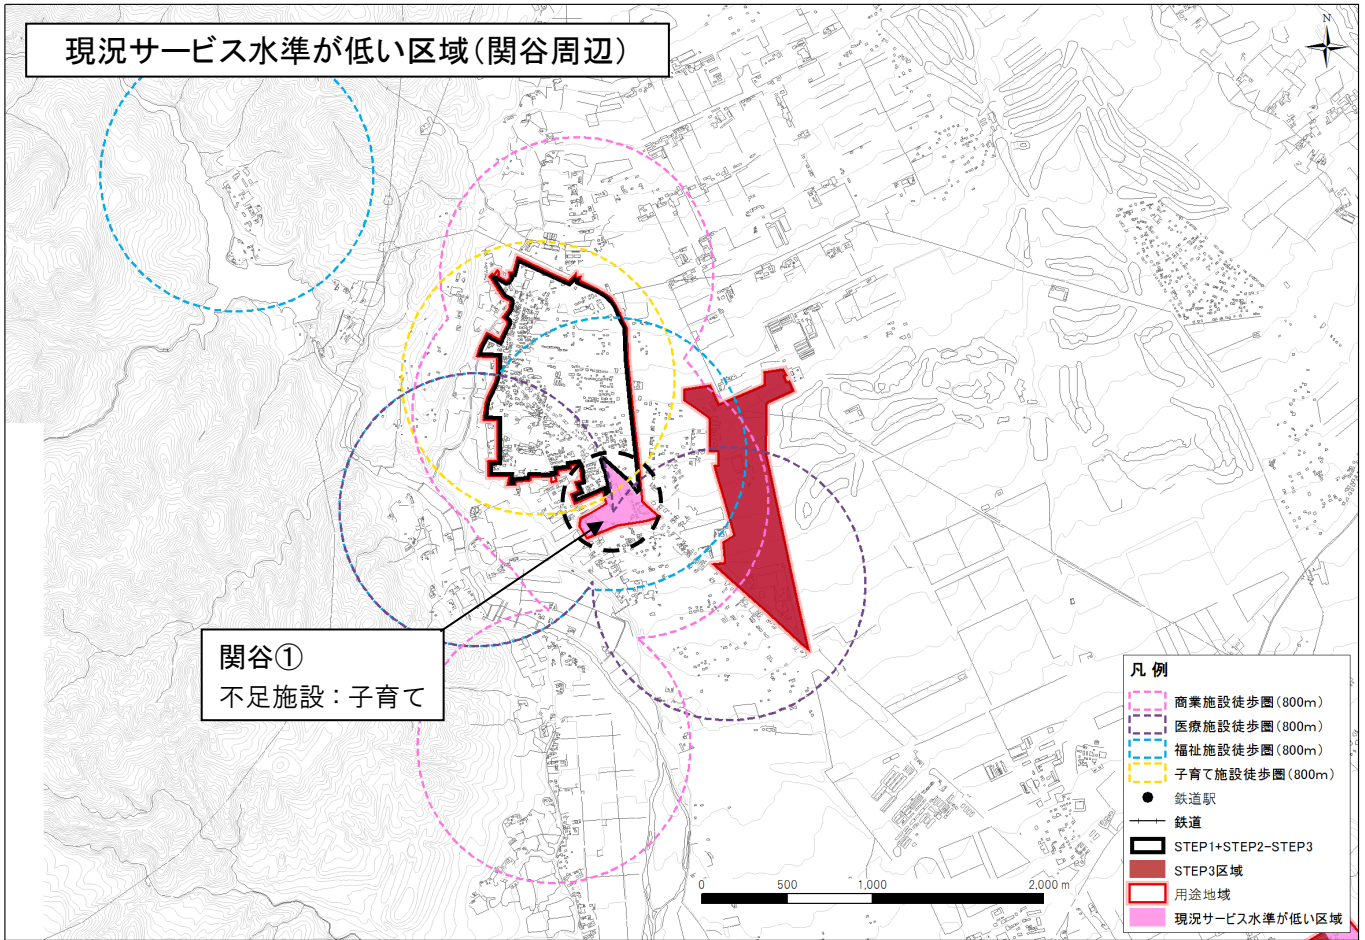 現況サービス水準が低い区域(関谷周辺)
N
関谷①
不足施設：子育て
凡例
商業施設徒歩圏(800m)
医療施設徒歩圏(800m)
福祉施設徒歩圏(800m)
子育て施設徒歩圏(800m)
鉄道駅
鉄道
STEP1+STEP2-STEP3
STEP3区域
用途地域
現況サービス水準が低い区域
0 500 1,000 2,000 m